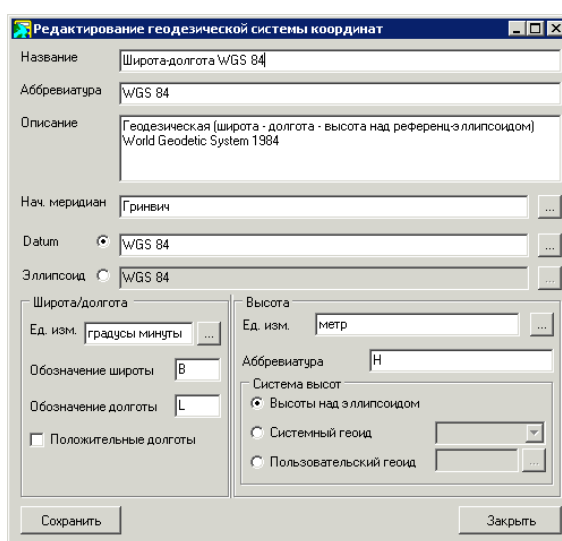 Редактирование геодезической системы координат
Название Широта-долгота WGS 84
Аббревиатура WGS 84
Описание Геодезическая (широта - долгота - высота над референц-эллипсоидом)
World Geodetic System 1984
Нач. меридиан Гринвич ...
Datum WGS 84 ...
Эллипсоид WGS 84 ...
Широта/долгота
Ед. изм. градусы минуты ...
Обозначение широты B
Обозначение долготы L
Положительные долготы
Высота
Ед. изм. метр ...
Аббревиатура H
Система высот
Высоты над эллипсоидом
Системный геоид
Пользовательский геоид ...
Сохранить Закрыть